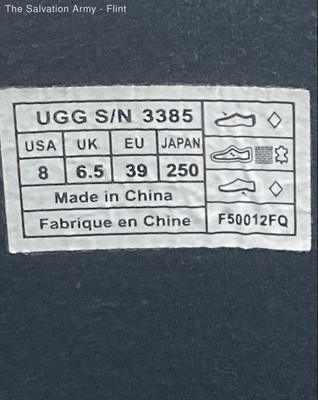 The Salvation Army - Flint
UGG S/N 3385
USA UK EU JAPAN
8 6.5 39 250
Made in China
Fabrique en Chine
F50012FQ